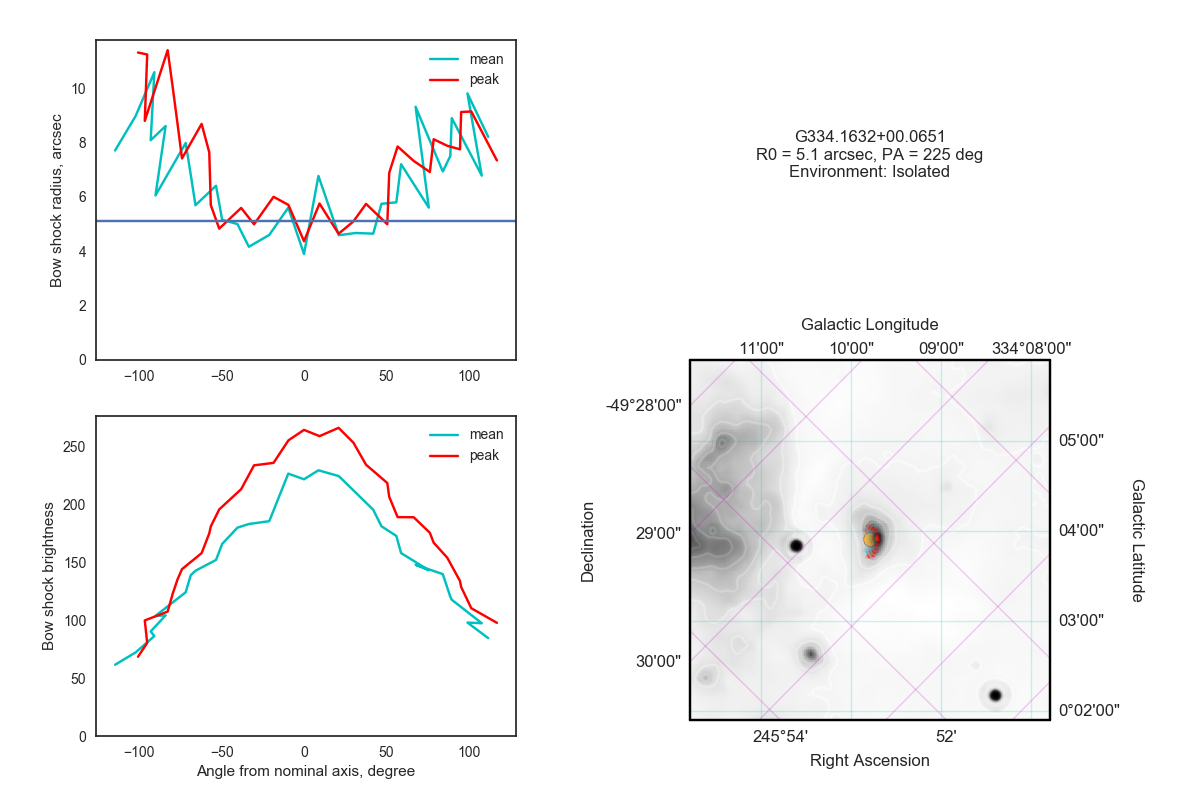 mean
peak
10
8
6
4
2
0
Bow shock radius, arcsec
−100
−50
0
50
100
mean
peak
250
200
150
100
50
0
Bow shock brightness
−100
−50
0
50
100
Angle from nominal axis, degree
G334.1632+00.0651
R0 = 5.1 arcsec, PA = 225 deg
Environment: Isolated
Galactic Longitude
11'00"
10'00"
09'00"
334°08'00"
-49°28'00"
29'00"
30'00"
Declination
05'00"
04'00"
03'00"
0°02'00"
Galactic Latitude
245°54'
52'
Right Ascension